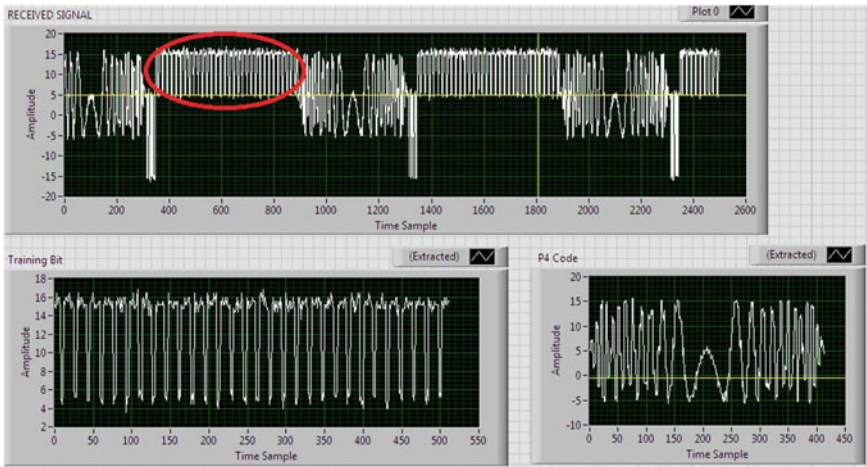 RECEIVED SIGNAL
Plot 0
Amplitude
20
15
10
5
0
-5
-10
-15
-20
0 200 400 600 800 1000 1200 1400 1600 1800 2000 2200 2400 2600
Time Sample
Training Bit
(Extracted)
Amplitude
18
16
14
12
10
8
6
4
2
0 50 100 150 200 250 300 350 400 450 500 550
Time Sample
P4 Code
(Extracted)
Amplitude
20
15
10
5
0
-5
-10
0 50 100 150 200 250 300 350 400 450
Time Sample